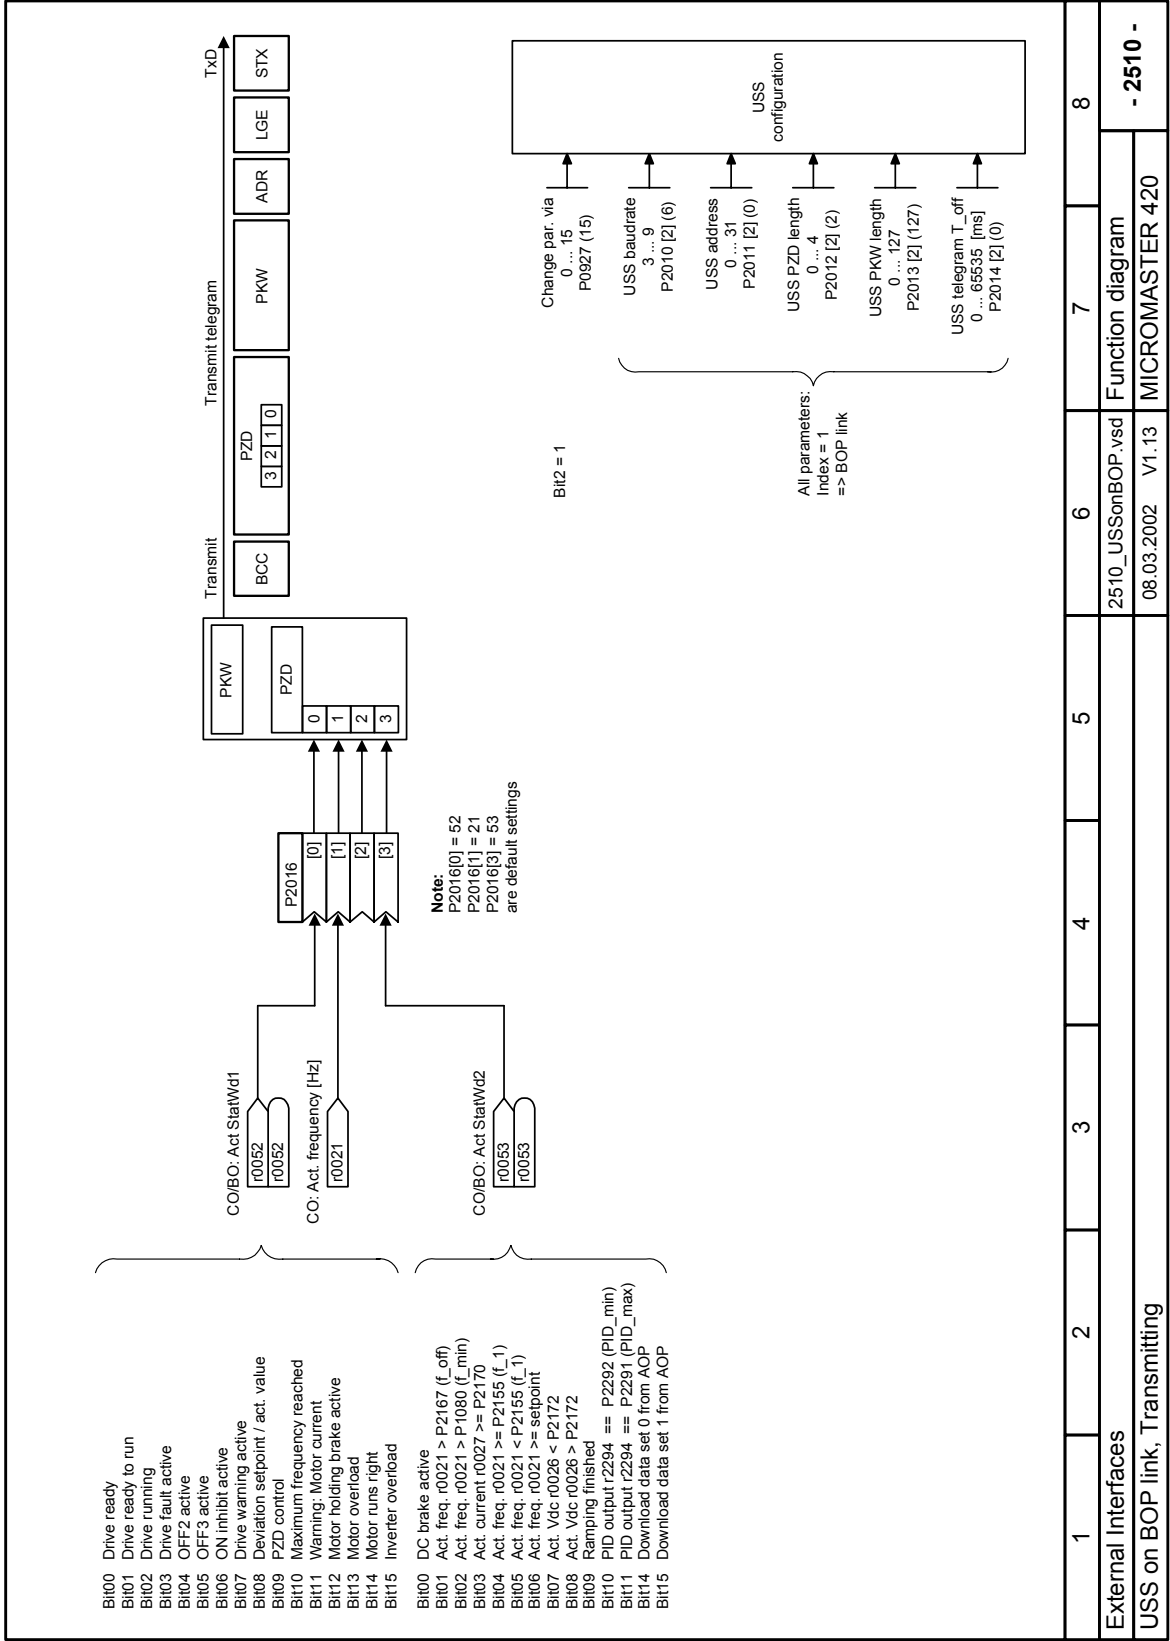 Bit00 Drive ready
Bit01 Drive ready to run
Bit02 Drive running
Bit03 Drive fault active
Bit04 OFF2 active
Bit05 OFF3 active
Bit06 ON inhibit active
Bit07 Drive warning active
Bit08 Deviation setpoint / act. value
Bit09 PZD control
Bit10 Maximum frequency reached
Bit11 Warning: Motor current
Bit12 Motor holding brake active
Bit13 Motor overload
Bit14 Motor runs right
Bit15 Inverter overload
Bit00 DC brake active
Bit01 Act. freq. r0021 > P2167 (f_off)
Bit02 Act. freq. r0021 > P1080 (f_min)
Bit03 Act. current r0027 >= P2170
Bit04 Act. freq. r0021 >= P2155 (f_1)
Bit05 Act. freq. r0021 < P2155 (f_1)
Bit06 Act. freq. r0021 >= setpoint
Bit07 Act. Vdc r0026 < P2172
Bit08 Act. Vdc r0026 > P2172
Bit09 Ramping finished
Bit10 PID output r2294 == P2292 (PID_min)
Bit11 PID output r2294 == P2291 (PID_max)
Bit14 Download data set 0 from AOP
Bit15 Download data set 1 from AOP
CO/BO: Act StatWd1
r0052
r0052
CO: Act. frequency [Hz]
r0021
CO/BO: Act StatWd2
r0053
r0053
P2016
[0]
[1]
[2]
[3]
Note:
P2016[0] = 52
P2016[1] = 21
P2016[3] = 53
are default settings
PKW
PZD
0
1
2
3
Transmit
Transmit telegram
TxD
BCC
PZD
3 2 1 0
PKW
ADR
LGE
STX
Bit2 = 1
All parameters:
Index = 1
=> BOP link
Change par. via
0 ... 15
P0927 (15)
USS baudrate
3 ... 9
P2010 [2] (6)
USS address
0 ... 31
P2011 [2] (0)
USS PZD length
0 ... 4
P2012 [2] (2)
USS PKW length
0 ... 127
P2013 [2] (127)
USS telegram T_off
0 ... 65535 [ms]
P2014 [2] (0)
USS
configuration
1 2 3 4 5 6 7 8
External Interfaces
2510_USSonBOP.vsd
Function diagram
- 2510 -
USS on BOP link, Transmitting
08.03.2002 V1.13
MICROMASTER 420